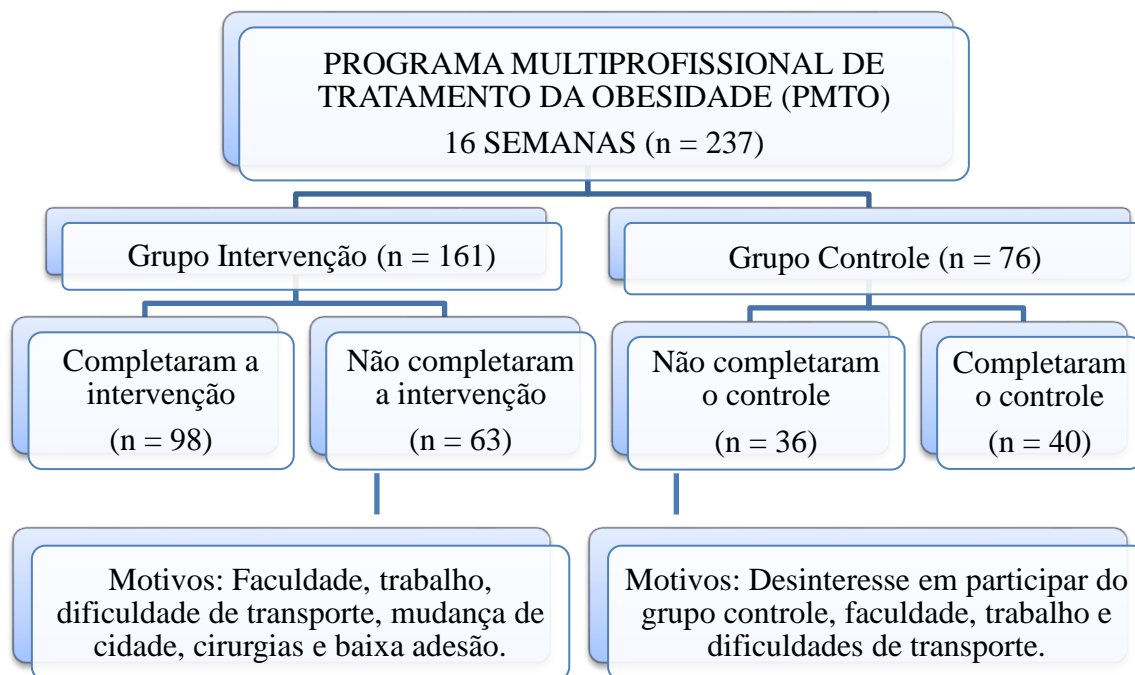 PROGRAMA MULTIPROFISSIONAL DE
TRATAMENTO DA OBESIDADE (PMTO)
16 SEMANAS (n = 237)
Grupo Intervenção (n = 161)
Grupo Controle (n = 76)
Completaram a
intervenção
(n = 98)
Não completaram
a intervenção
(n = 63)
Não completaram
o controle
(n = 36)
Completaram
o controle
(n = 40)
Motivos: Faculdade, trabalho,
dificuldade de transporte, mudança de
cidade, cirurgias e baixa adesão.
Motivos: Desinteresse em participar do
grupo controle, faculdade, trabalho e
dificuldades de transporte.